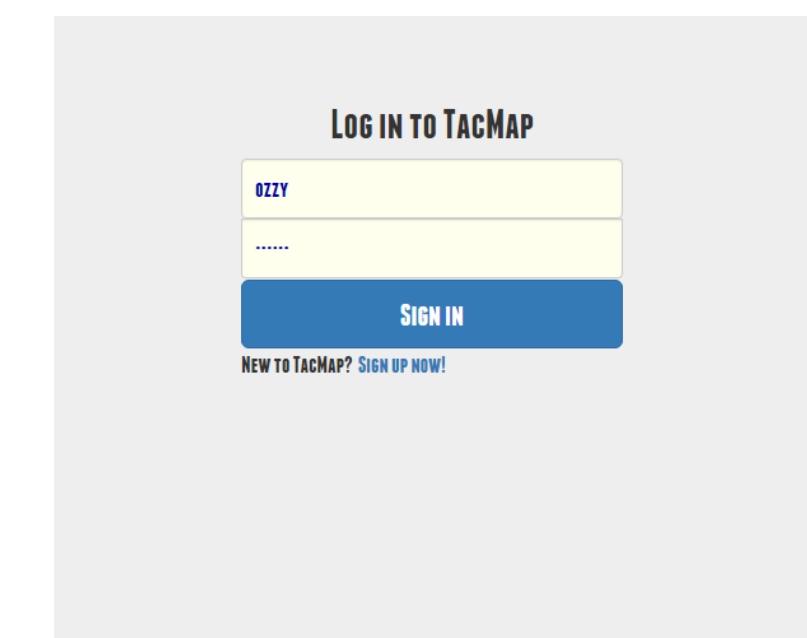 Log in to TacMap
ozzy
......
Sign in
New to TacMap? Sign up now!